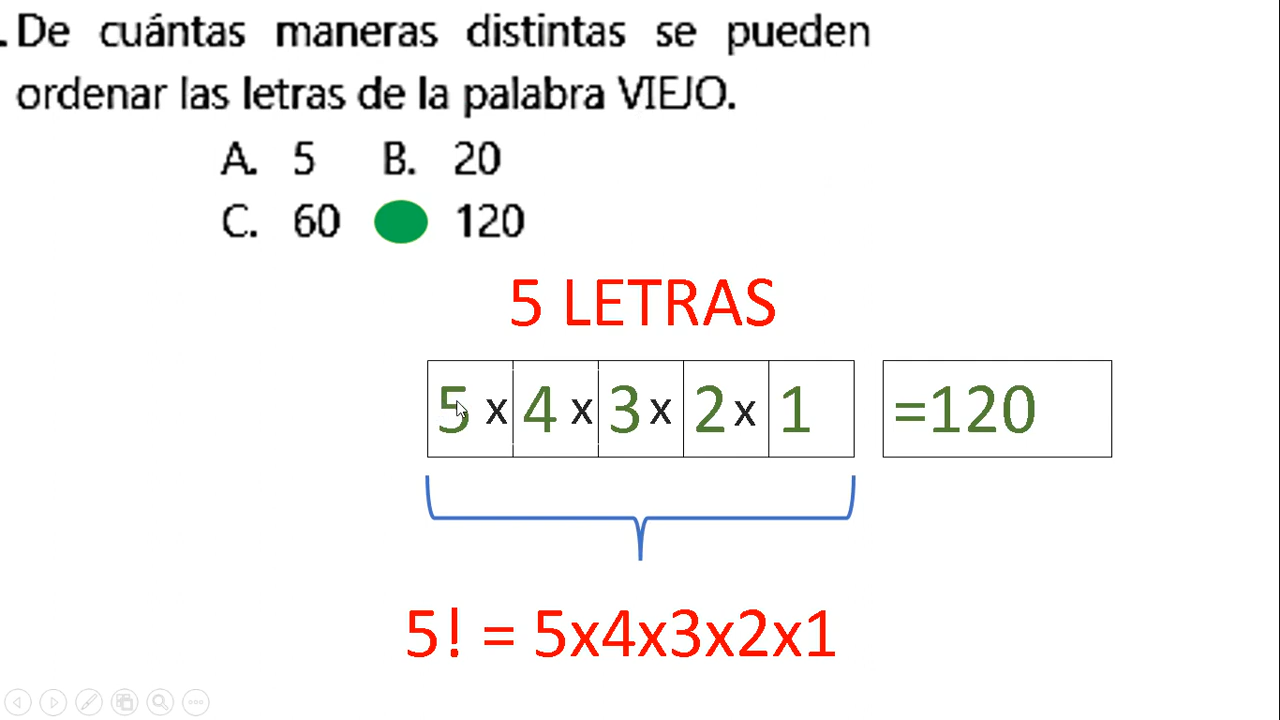 .De cuántas maneras distintas se pueden
ordenar las letras de la palabra VIEJO.
A. 5 B. 20
C. 60 120
5 LETRAS
5 x 4 x 3 x 2 x 1 =120
5! = 5x4x3x2x1